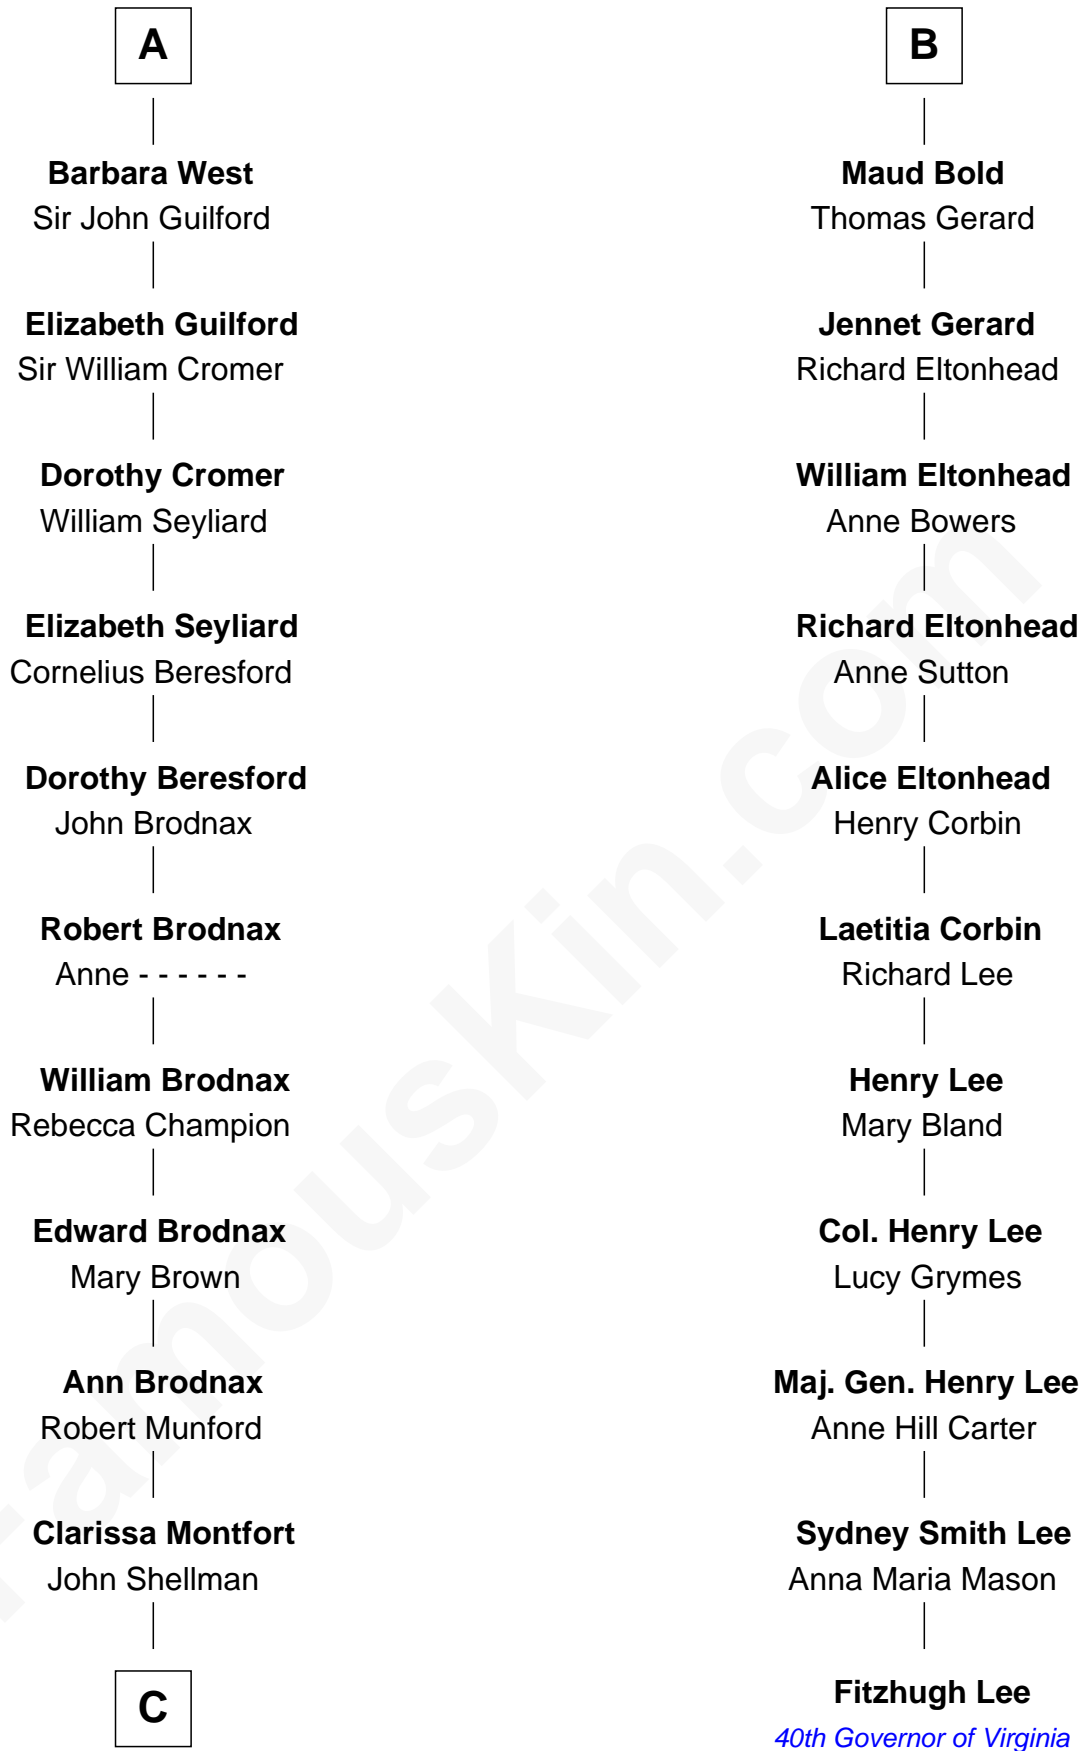 A
Barbara West
Sir John Guilford
Elizabeth Guilford
Sir William Cromer
Dorothy Cromer
William Seyliard
Elizabeth Seyliard
Cornelius Beresford
Dorothy Beresford
John Brodnax
Robert Brodnax
Anne - - - - - -
William Brodnax
Rebecca Champion
Edward Brodnax
Mary Brown
Ann Brodnax
Robert Munford
Clarissa Montfort
John Shellman
C
B
Maud Bold
Thomas Gerard
Jennet Gerard
Richard Eltonhead
William Eltonhead
Anne Bowers
Richard Eltonhead
Anne Sutton
Alice Eltonhead
Henry Corbin
Laetitia Corbin
Richard Lee
Henry Lee
Mary Bland
Col. Henry Lee
Lucy Grymes
Maj. Gen. Henry Lee
Anne Hill Carter
Sydney Smith Lee
Anna Maria Mason
Fitzhugh Lee
40th Governor of Virginia
FamousKin.com